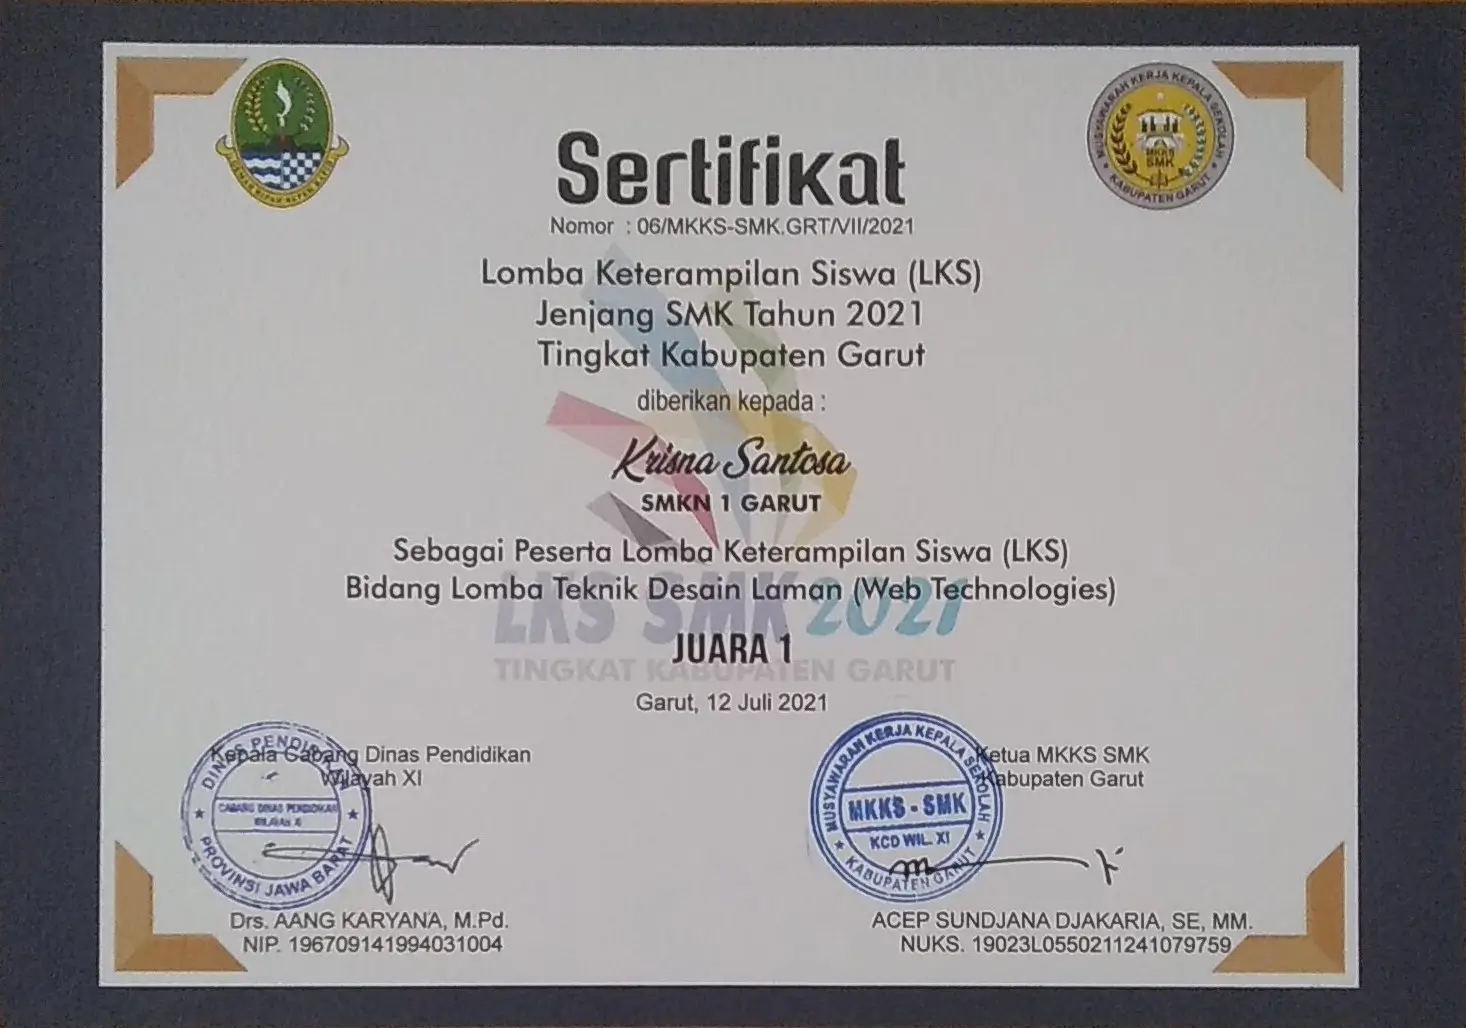 Sertifikat
Nomor : 06/MKKS-SMK.GRT/VII/2021
Lomba Keterampilan Siswa (LKS)
Jenjang SMK Tahun 2021
Tingkat Kabupaten Garut
diberikan kepada :
Krisna Santosa
SMKN 1 GARUT
Sebagai Peserta Lomba Keterampilan Siswa (LKS)
Bidang Lomba Teknik Desain Laman (Web Technologies)
LKS SMK 2021
JUARA 1
TINGKAT KABUPATEN GARUT
Garut, 12 Juli 2021
Kepala Cabang Dinas Pendidikan
Wilayah XI
DINAS PENDIDIKAN
CABANG DINAS PENDIDIKAN
WILAYAH XI
PROVINSI JAWA BARAT
Drs. AANG KARYANA, M.Pd.
NIP. 196709141994031004
Ketua MKKS SMK
Kabupaten Garut
MUSYAWARAH KERJA KEPALA SEKOLAH
MKKS - SMK
KCD WIL. XI
KABUPATEN GARUT
ACEP SUNDJANA DJAKARIA, SE, MM.
NUKS. 19023L0550211241079759
MUSYAWARAH KERJA KEPALA SEKOLAH
MKKS
SMK
KABUPATEN GARUT